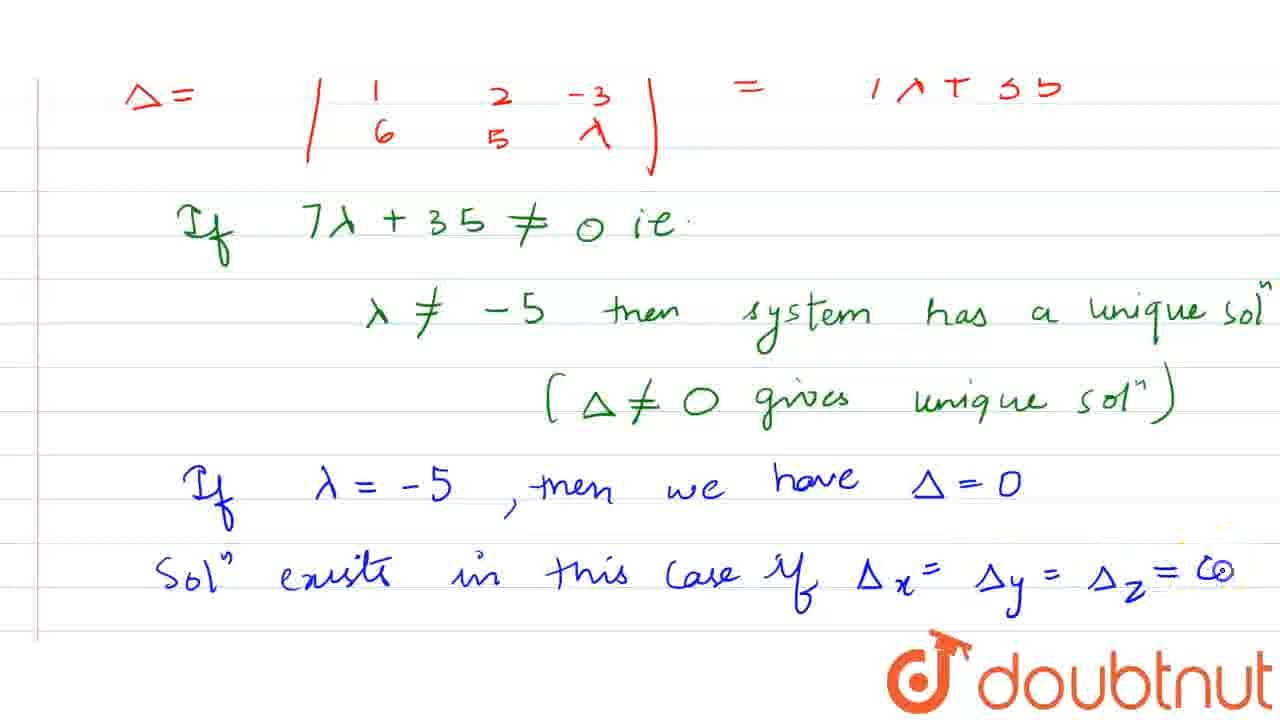 Δ = | 1 2 -3 | = 7λ + 35
6 5 λ
If 7λ + 35 ≠ 0 ie.
λ ≠ -5 then system has a unique solⁿ
(Δ ≠ 0 gives unique solⁿ)
If λ = -5, then we have Δ = 0
Solⁿ exists in this case if Δx = Δy = Δz =
doubtnut